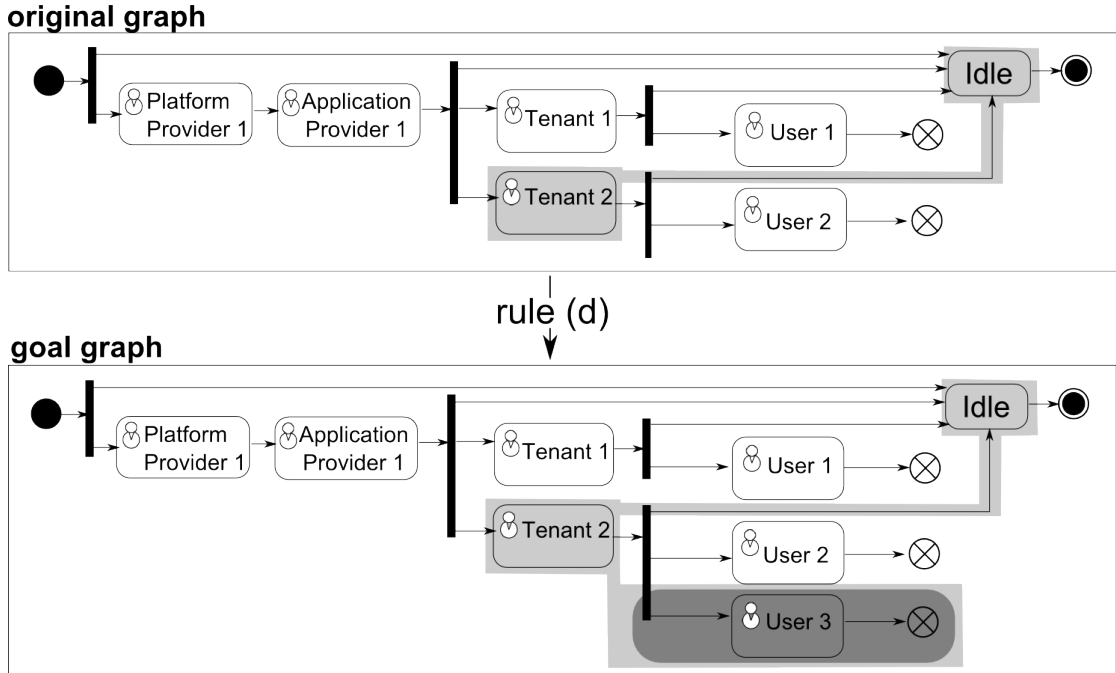 original graph
Platform
Provider 1
Application
Provider 1
Tenant 1
Idle
User 1
Tenant 2
User 2
rule (d)
goal graph
Platform
Provider 1
Application
Provider 1
Tenant 1
Idle
User 1
Tenant 2
User 2
User 3